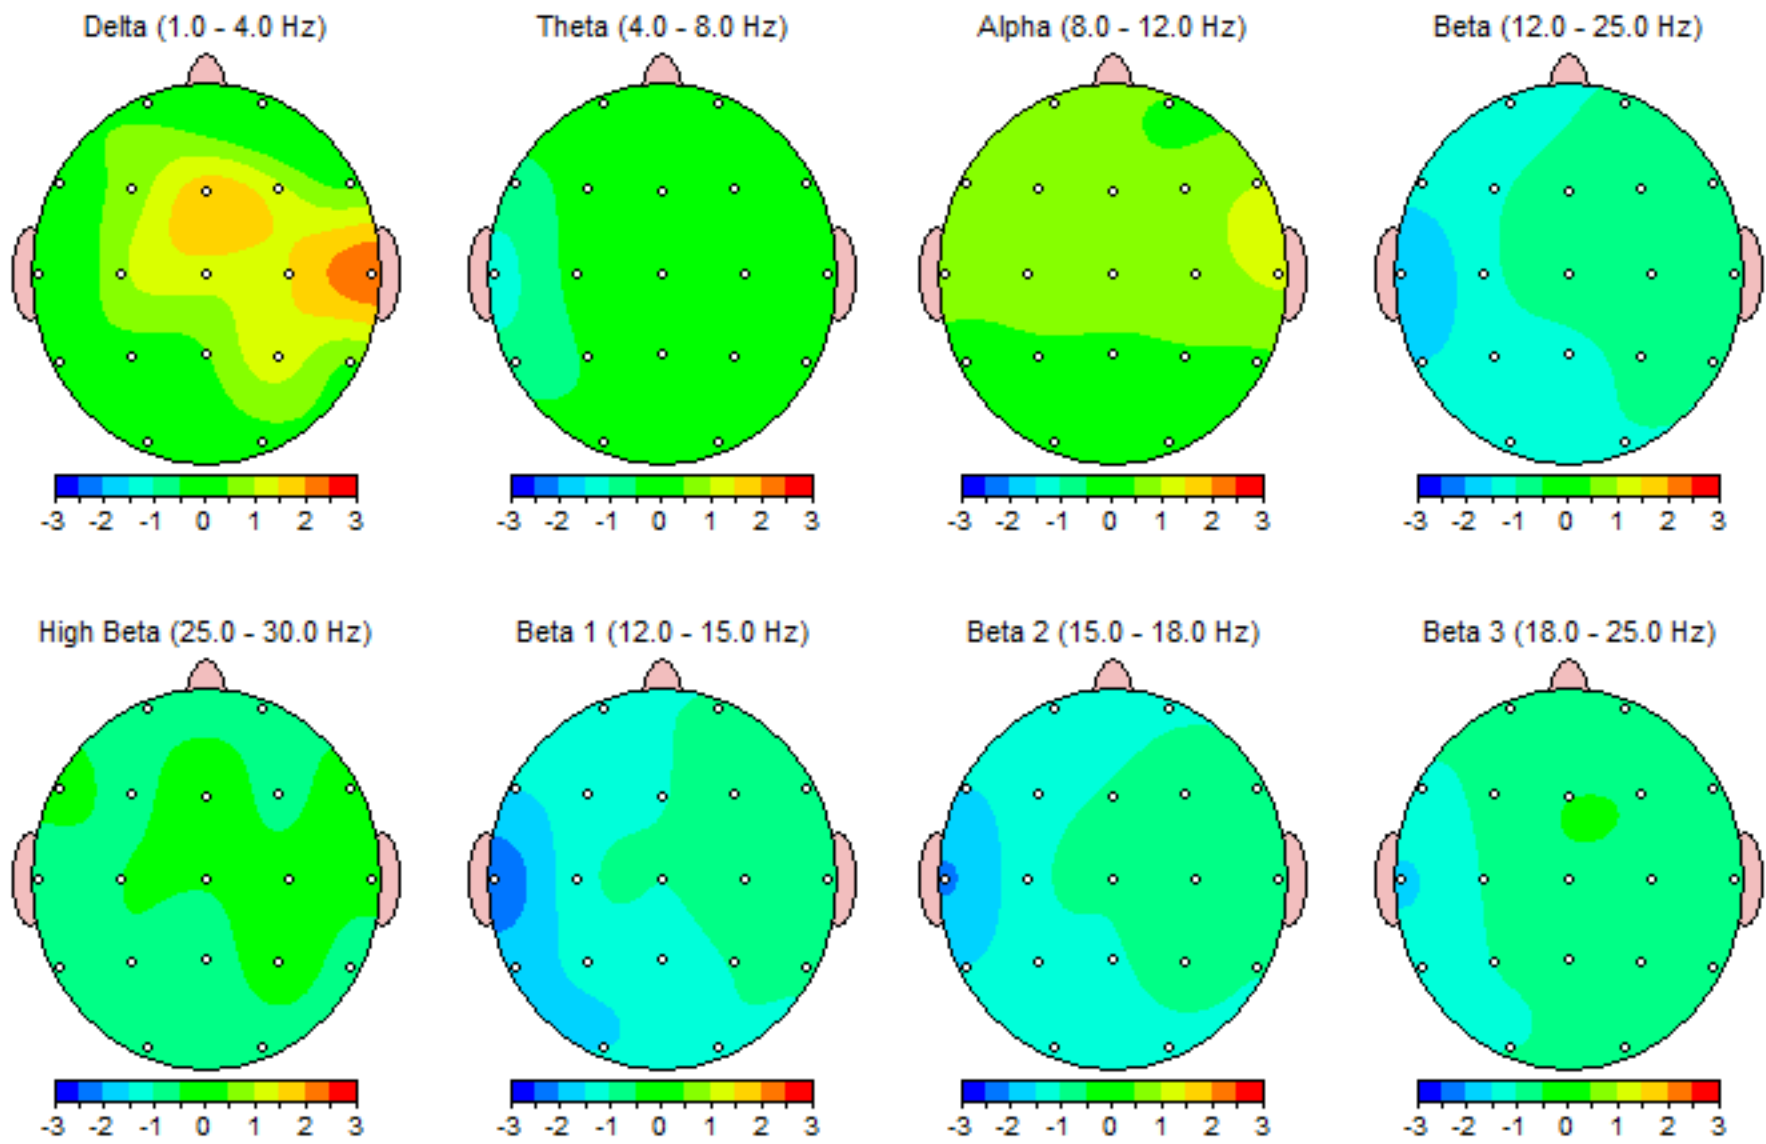 Delta (1.0 - 4.0 Hz) Theta (4.0 - 8.0 Hz) Alpha (8.0 - 12.0 Hz) Beta (12.0 - 25.0 Hz)
-3 -2 -1 0 1 2 3 -3 -2 -1 0 1 2 3 -3 -2 -1 0 1 2 3 -3 -2 -1 0 1 2 3
High Beta (25.0 - 30.0 Hz) Beta 1 (12.0 - 15.0 Hz) Beta 2 (15.0 - 18.0 Hz) Beta 3 (18.0 - 25.0 Hz)
-3 -2 -1 0 1 2 3 -3 -2 -1 0 1 2 3 -3 -2 -1 0 1 2 3 -3 -2 -1 0 1 2 3